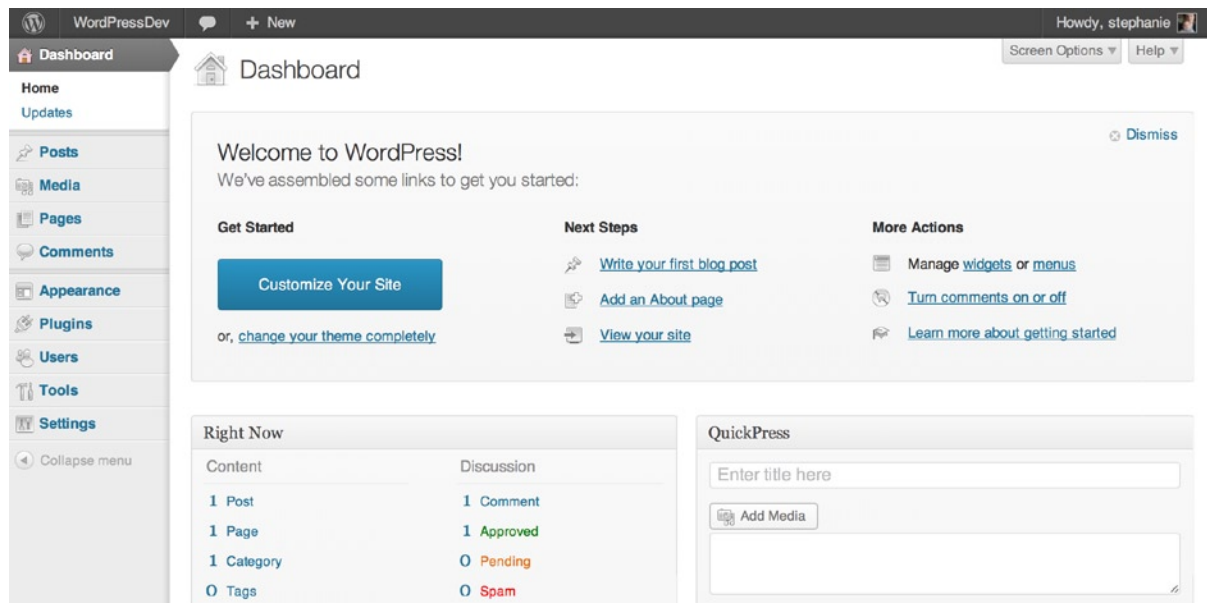 WordPressDev + New Howdy, stephanie
Dashboard
Home
Updates
Posts
Media
Pages
Comments
Appearance
Plugins
Users
Tools
Settings
Collapse menu
Screen Options Help
Dashboard
Dismiss
Welcome to WordPress!
We've assembled some links to get you started:
Get Started
Customize Your Site
or, change your theme completely
Next Steps
Write your first blog post
Add an About page
View your site
More Actions
Manage widgets or menus
Turn comments on or off
Learn more about getting started
Right Now
Content
1 Post
1 Page
1 Category
0 Tags
Discussion
1 Comment
1 Approved
0 Pending
0 Spam
QuickPress
Enter title here
Add Media